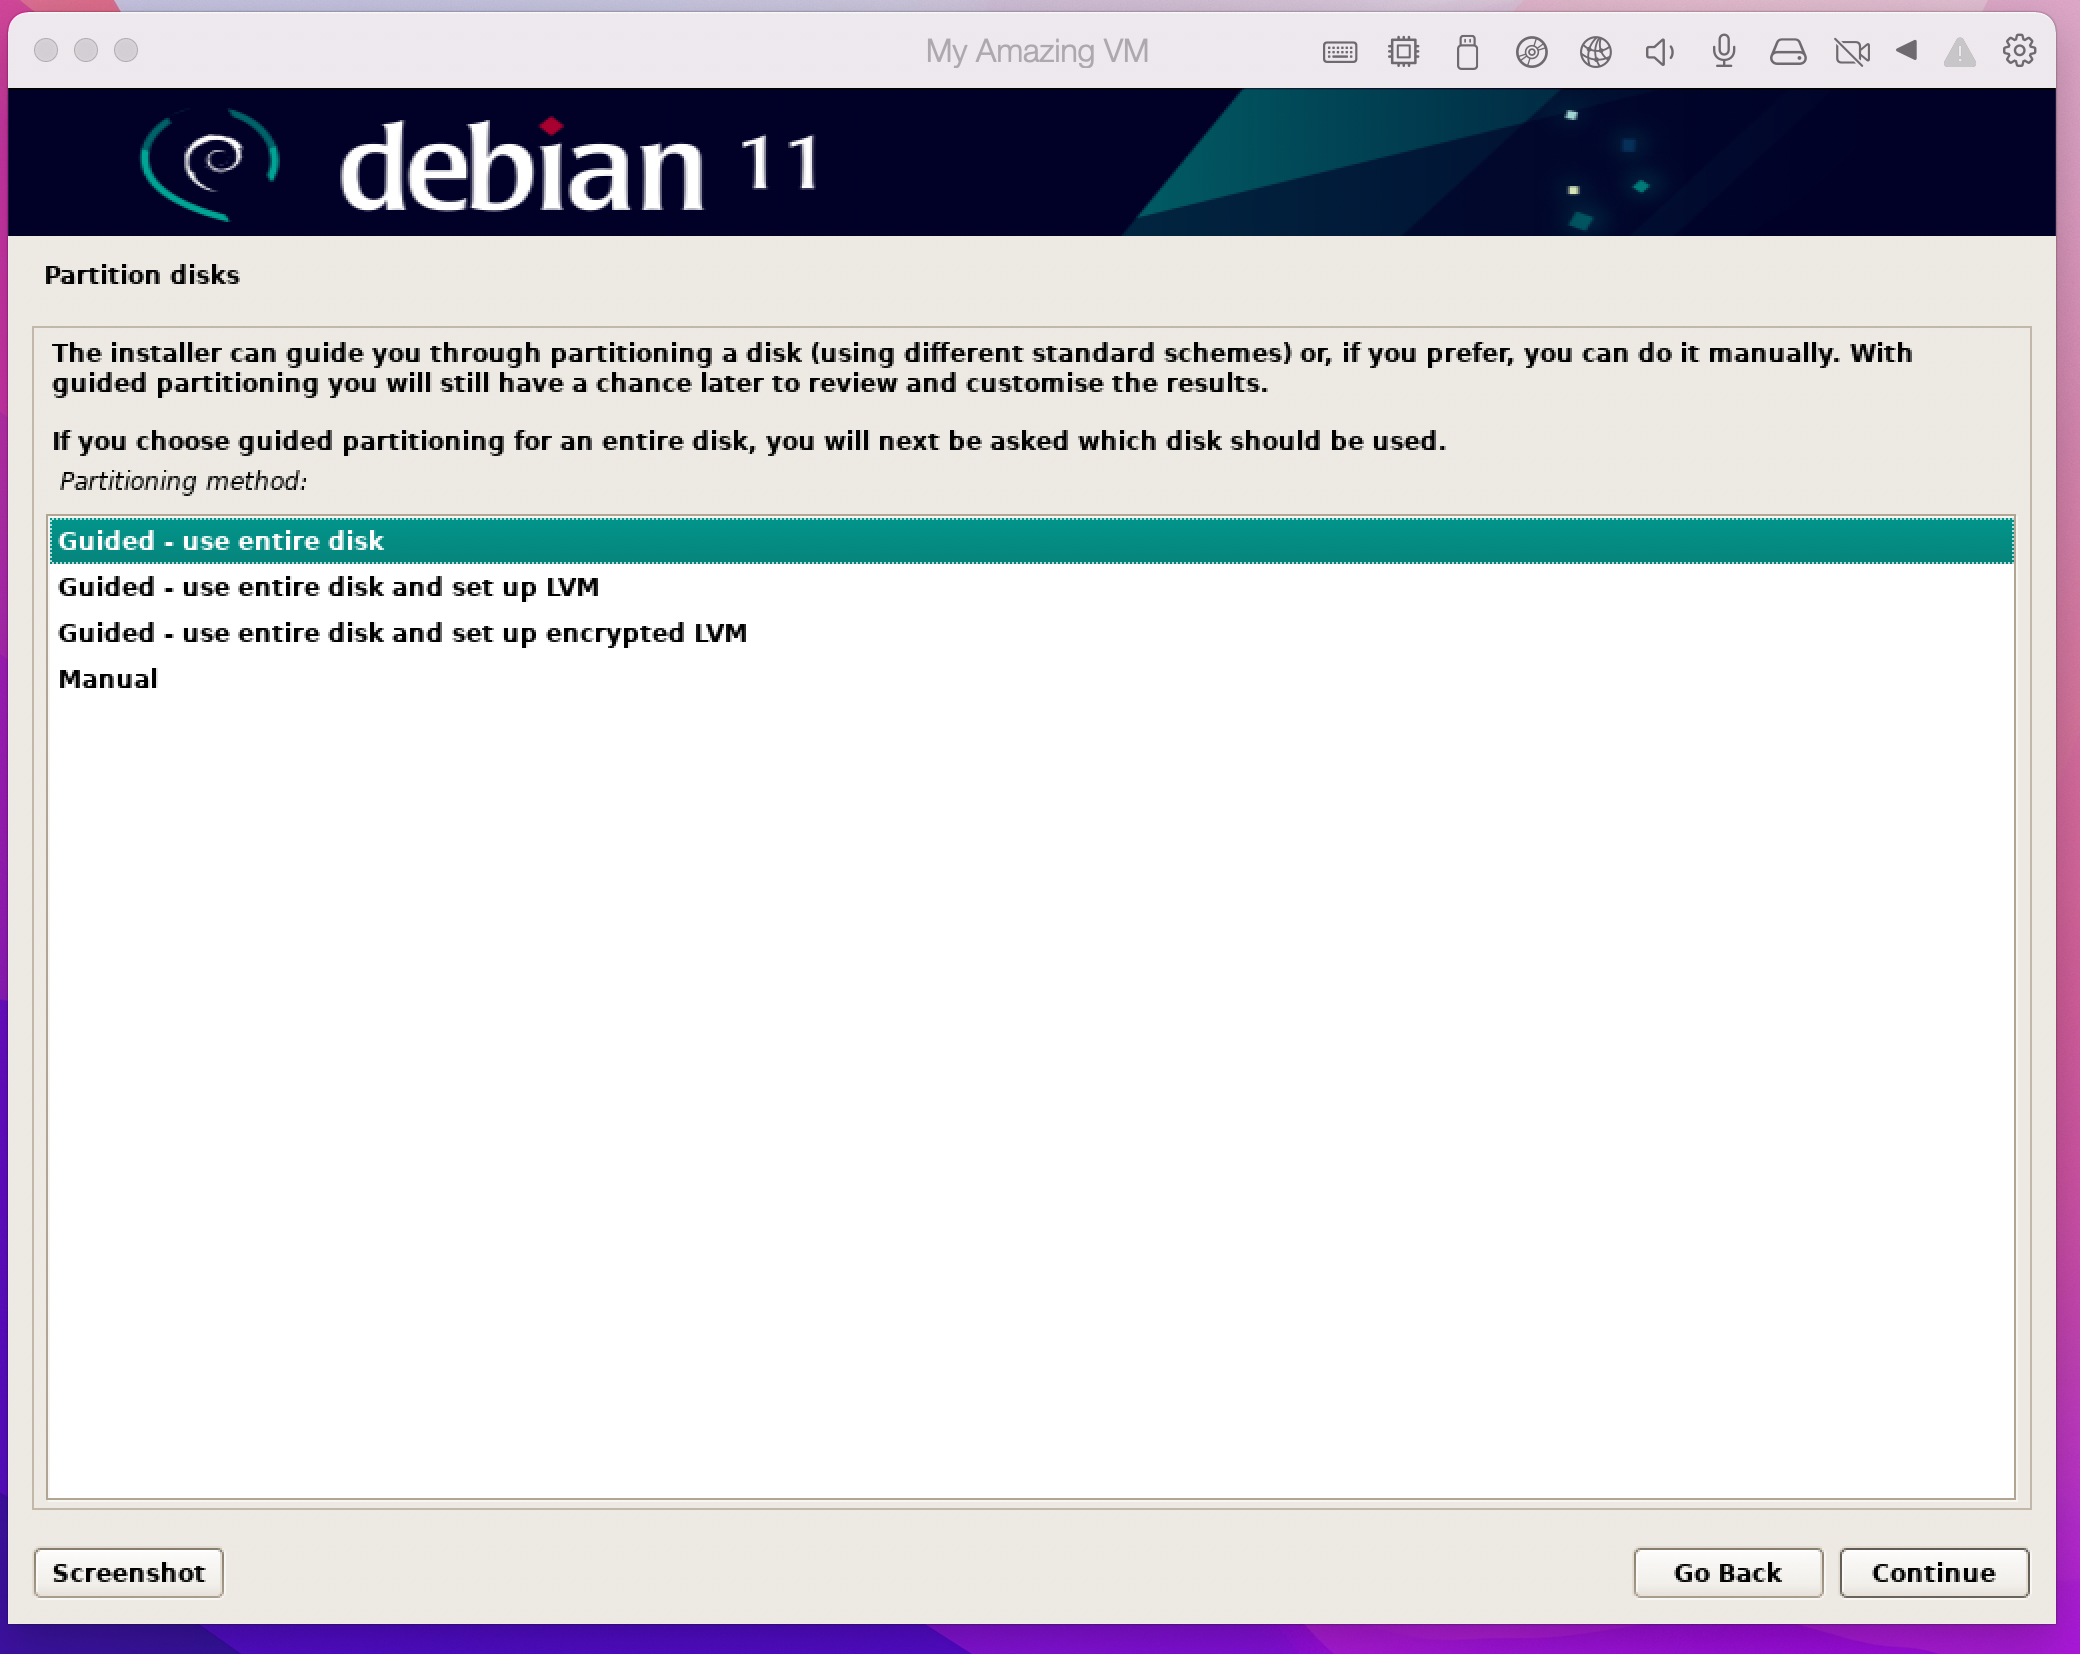 My Amazing VM
debian 11
Partition disks
The installer can guide you through partitioning a disk (using different standard schemes) or, if you prefer, you can do it manually. With
guided partitioning you will still have a chance later to review and customise the results.
If you choose guided partitioning for an entire disk, you will next be asked which disk should be used.
Partitioning method:
Guided - use entire disk
Guided - use entire disk and set up LVM
Guided - use entire disk and set up encrypted LVM
Manual
Screenshot
Go Back
Continue